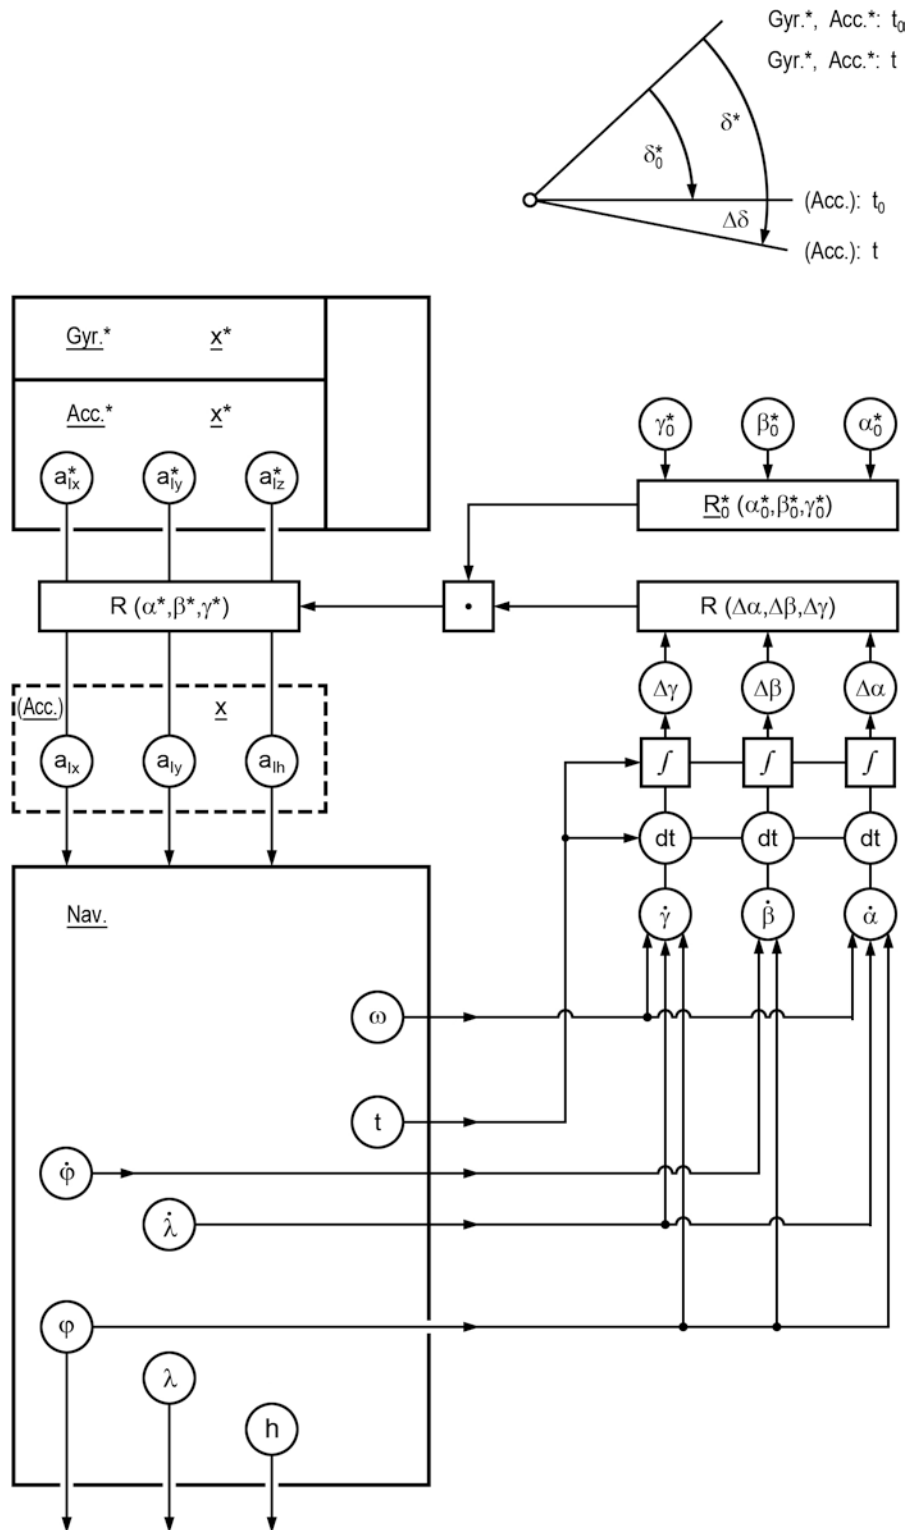 Gyr.*, Acc.*: t₀
Gyr.*, Acc.*: t
δ*
δ₀*
(Acc.): t₀
Δδ
(Acc.): t
Gyr.* x*
Acc.* x*
γ₀* β₀* α₀*
a*Ix a*Iy a*Iz
R₀* (α₀*,β₀*,γ₀*)
R (α*,β*,γ*)
·
R (Δα,Δβ,Δγ)
Δγ Δβ Δα
(Acc.) x
aIx aIy aIh
∫ ∫ ∫
dt dt dt
Nav.
γ̇ β̇ α̇
ω
t
φ̇
λ̇
φ
λ
h